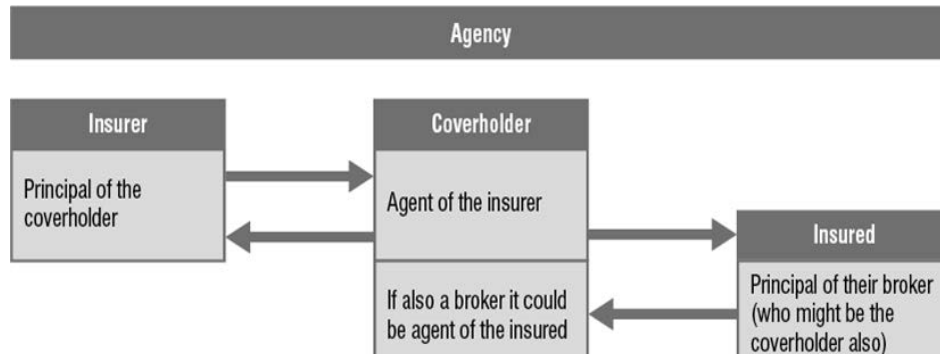 Agency
Insurer
Principal of the
coverholder
Coverholder
Agent of the insurer
If also a broker it could
be agent of the insured
Insured
Principal of their broker
(who might be the
coverholder also)